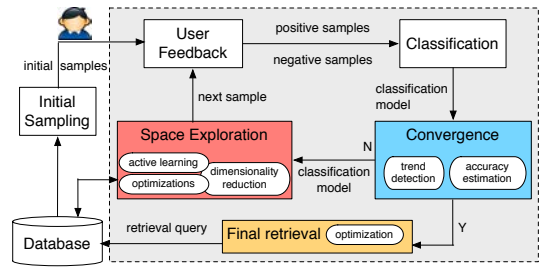 User
Feedback
positive samples
negative samples
Classification
initial samples
Initial
Sampling
next sample
classification
model
Space Exploration
active learning
optimizations
dimensionality
reduction
N
classification
model
Convergence
trend
detection
accuracy
estimation
Y
Database
retrieval query
Final retrieval
optimization